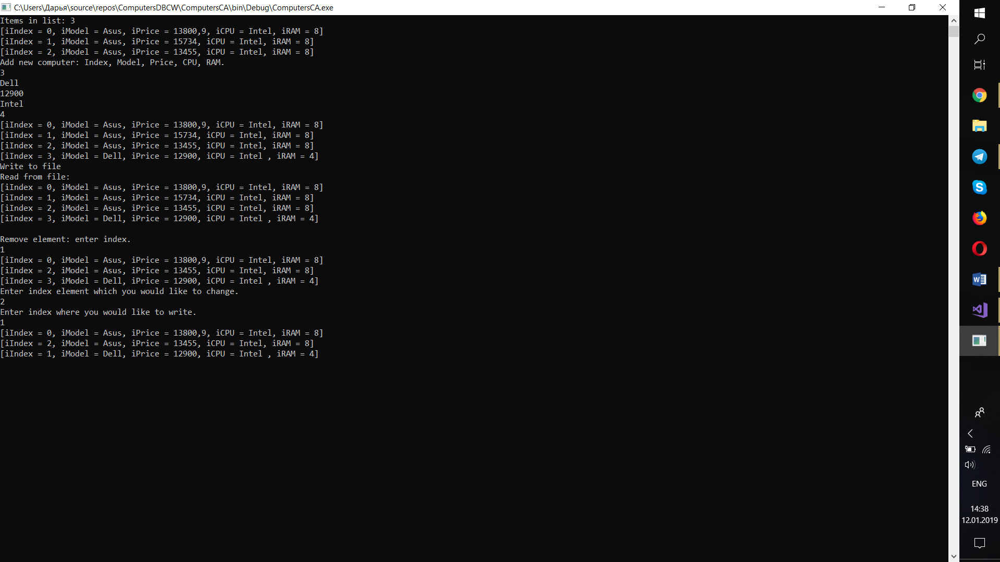 C:\Users\Дарья\source\repos\ComputersDBCW\ComputersCA\bin\Debug\ComputersCA.exe
Items in list: 3
[iIndex = 0, iModel = Asus, iPrice = 13800,9, iCPU = Intel, iRAM = 8]
[iIndex = 1, iModel = Asus, iPrice = 15734, iCPU = Intel, iRAM = 8]
[iIndex = 2, iModel = Asus, iPrice = 13455, iCPU = Intel, iRAM = 8]
Add new computer: Index, Model, Price, CPU, RAM.
3
Dell
12900
Intel
4
[iIndex = 0, iModel = Asus, iPrice = 13800,9, iCPU = Intel, iRAM = 8]
[iIndex = 1, iModel = Asus, iPrice = 15734, iCPU = Intel, iRAM = 8]
[iIndex = 2, iModel = Asus, iPrice = 13455, iCPU = Intel, iRAM = 8]
[iIndex = 3, iModel = Dell, iPrice = 12900, iCPU = Intel , iRAM = 4]
Write to file
Read from file:
[iIndex = 0, iModel = Asus, iPrice = 13800,9, iCPU = Intel, iRAM = 8]
[iIndex = 1, iModel = Asus, iPrice = 15734, iCPU = Intel, iRAM = 8]
[iIndex = 2, iModel = Asus, iPrice = 13455, iCPU = Intel, iRAM = 8]
[iIndex = 3, iModel = Dell, iPrice = 12900, iCPU = Intel , iRAM = 4]
Remove element: enter index.
1
[iIndex = 0, iModel = Asus, iPrice = 13800,9, iCPU = Intel, iRAM = 8]
[iIndex = 2, iModel = Asus, iPrice = 13455, iCPU = Intel, iRAM = 8]
[iIndex = 3, iModel = Dell, iPrice = 12900, iCPU = Intel , iRAM = 4]
Enter index element which you would like to change.
2
Enter index where you would like to write.
1
[iIndex = 0, iModel = Asus, iPrice = 13800,9, iCPU = Intel, iRAM = 8]
[iIndex = 2, iModel = Asus, iPrice = 13455, iCPU = Intel, iRAM = 8]
[iIndex = 1, iModel = Dell, iPrice = 12900, iCPU = Intel , iRAM = 4]
ENG
14:38
12.01.2019